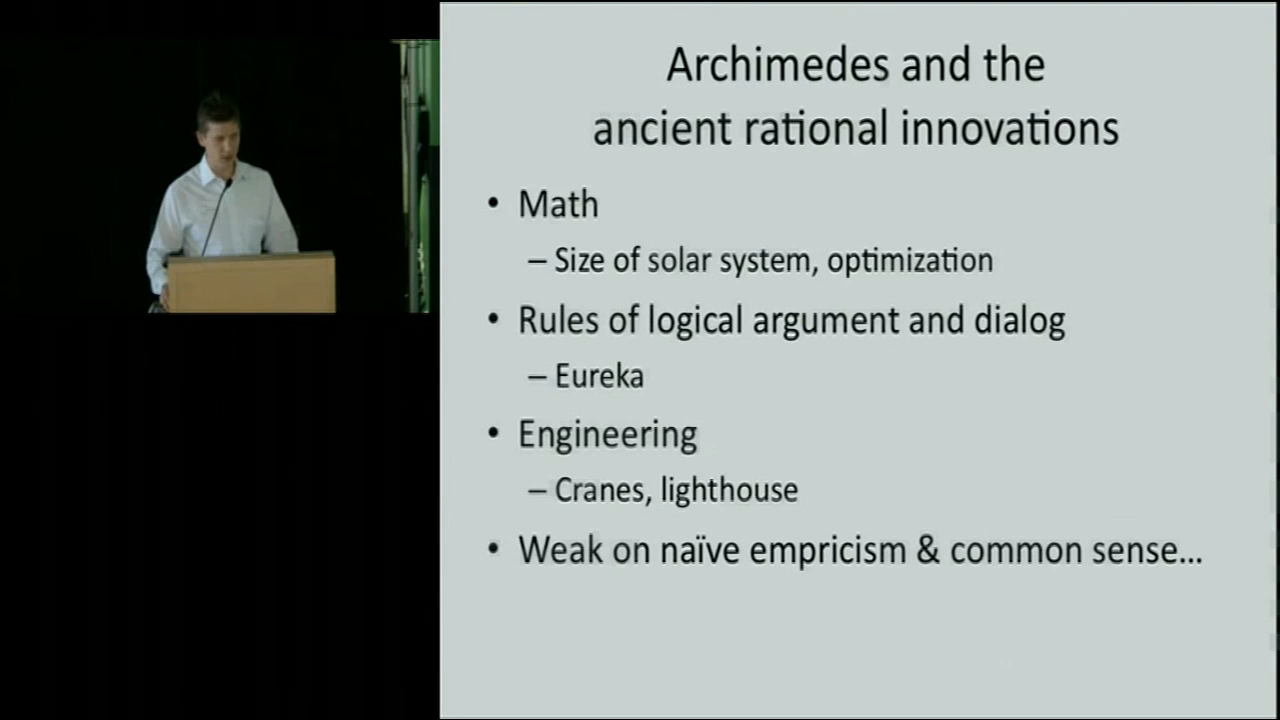 Archimedes and the
ancient rational innovations
• Math
– Size of solar system, optimization
• Rules of logical argument and dialog
– Eureka
• Engineering
– Cranes, lighthouse
• Weak on naïve empricism & common sense...